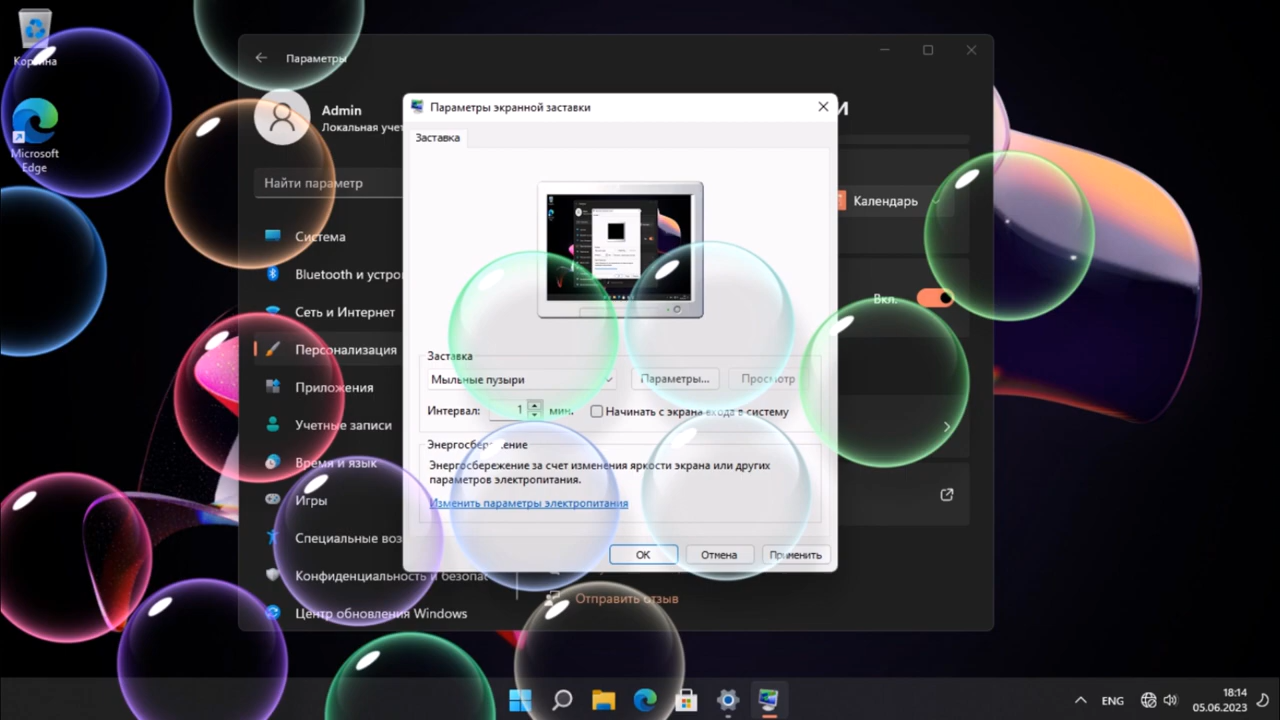 Корзина
Microsoft
Edge
Параметры
Admin
Локальная учет
Найти параметр
Система
Bluetooth и устро
Сеть и Интернет
Персонализация
Приложения
Учетные записи
Время и язык
Игры
Специальные воз
Конфиденциальность и безопас
Центр обновления Windows
и
Календарь
Вкл.
Отправить отзыв
Параметры экранной заставки
Заставка
Заставка
Мыльные пузыри
Параметры...
Просмотр
Интервал: 1 мин.
Начинать с экрана входа в систему
Энергосбережение
Энергосбережение за счет изменения яркости экрана или других
параметров электропитания.
Изменить параметры электропитания
ОК
Отмена
Применить
ENG
18:14
05.06.2023